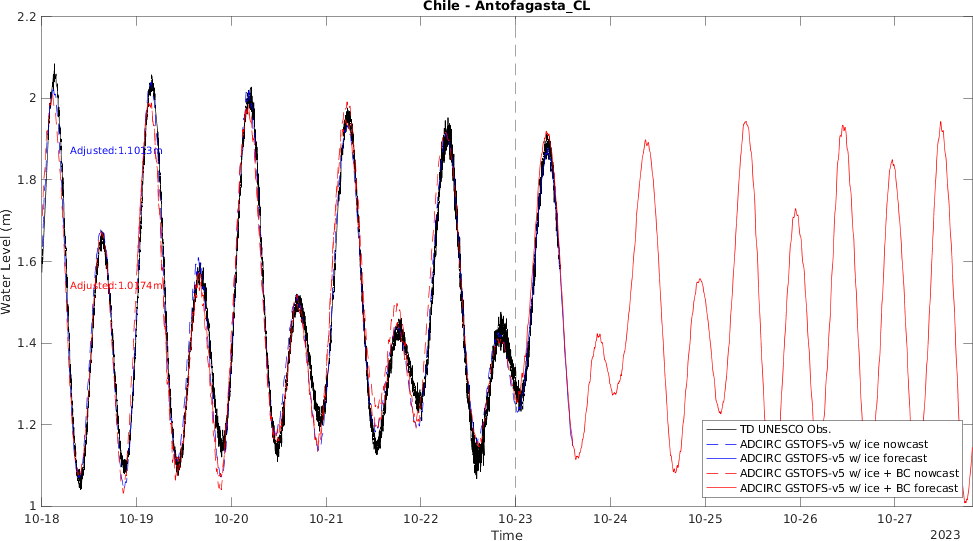 Chile - Antofagasta_CL
Water Level (m)
2.2
2
1.8
1.6
1.4
1.2
1
Adjusted:1.1013m
Adjusted:1.0174m
TD UNESCO Obs.
ADCIRC GSTOFS-v5 w/ ice nowcast
ADCIRC GSTOFS-v5 w/ ice forecast
ADCIRC GSTOFS-v5 w/ ice + BC nowcast
ADCIRC GSTOFS-v5 w/ ice + BC forecast
10-18 10-19 10-20 10-21 10-22 10-23 10-24 10-25 10-26 10-27
Time
2023